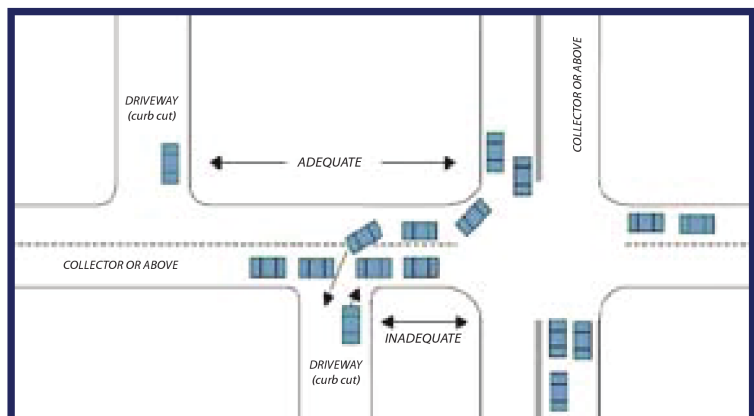 COLLECTOR OR ABOVE
DRIVEWAY
(curb cut)
ADEQUATE
COLLECTOR OR ABOVE
INADEQUATE
DRIVEWAY
(curb cut)